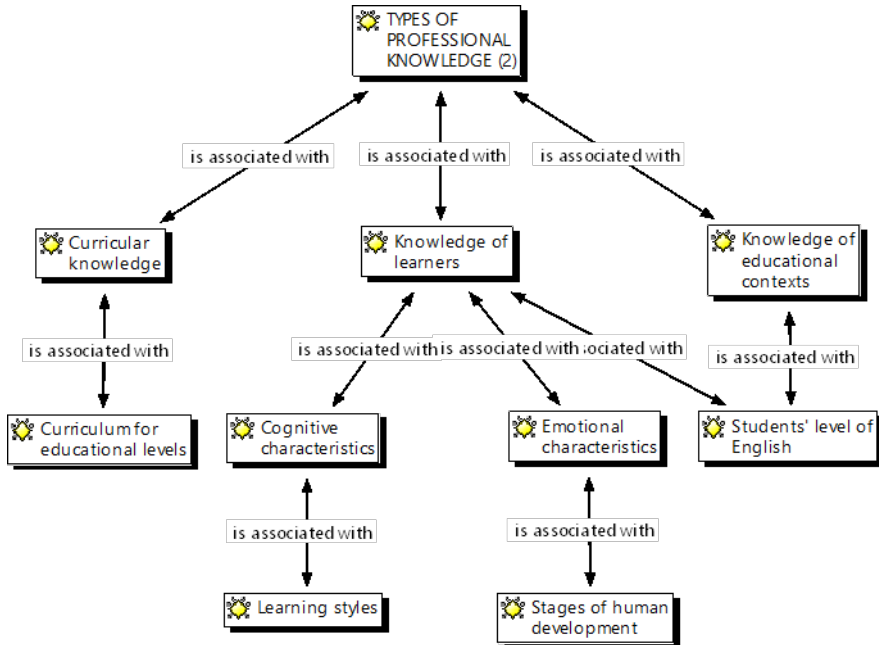 TYPES OF
PROFESSIONAL
KNOWLEDGE (2)
is associated with
is associated with
is associated with
Curricular
knowledge
Knowledge of
learners
Knowledge of
educational
contexts
is associated with
is associated with
is associated with
ociated with
is associated with
Curriculum for
educational levels
Cognitive
characteristics
Emotional
characteristics
Students' level of
English
is associated with
is associated with
Learning styles
Stages of human
development